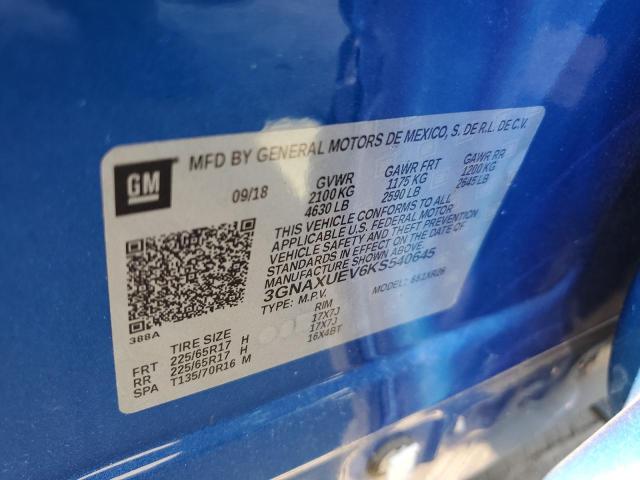 GM
MFD BY GENERAL MOTORS DE MEXICO, S. DE R.L. DE C.V.
09/18
GVWR GAWR FRT GAWR RR
2100 KG 1175 KG 1200 KG
4630 LB 2590 LB 2645 LB
THIS VEHICLE CONFORMS TO ALL
APPLICABLE U.S. FEDERAL MOTOR
VEHICLE SAFETY AND THEFT PREVENTION
STANDARDS IN EFFECT ON THE DATE OF
MANUFACTURE SHOWN ABOVE.
3GNAXUEV6KS540645
TYPE: M.P.V. MODEL:
388A
TIRE SIZE RIM
FRT 225/65R17 H 17X7J
RR 225/65R17 H 17X7J
SPA T135/70R16 M 16X4BT